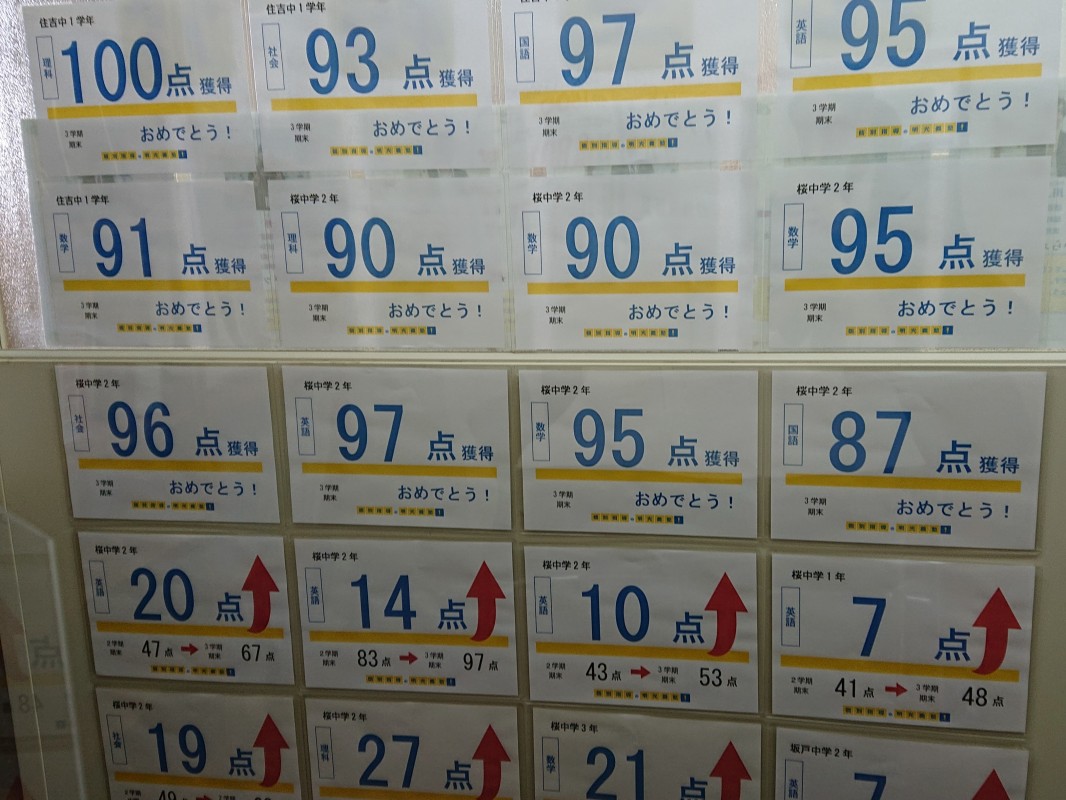 住吉中1学年
理科
100点獲得
3学期
期末
おめでとう!
住吉中1学年
社会
93点獲得
3学期
期末
おめでとう!
国語
97点獲得
3学期
期末
おめでとう!
英語
95点獲得
3学期
期末
おめでとう!
住吉中1学年
数学
91点獲得
3学期
期末
おめでとう!
桜中学2年
理科
90点獲得
3学期
期末
おめでとう!
桜中学2年
数学
90点獲得
3学期
期末
おめでとう!
桜中学2年
数学
95点獲得
3学期
期末
おめでとう!
桜中学2年
社会
96点獲得
3学期
期末
おめでとう!
桜中学2年
英語
97点獲得
3学期
期末
おめでとう!
桜中学2年
数学
95点獲得
3学期
期末
おめでとう!
桜中学2年
国語
87点獲得
3学期
期末
おめでとう!
桜中学2年
英語
20点
2学期
期末
47点
3学期
期末
67点
桜中学2年
英語
14点
2学期
期末
83点
3学期
期末
97点
桜中学2年
英語
10点
2学期
期末
43点
3学期
期末
53点
桜中学1年
英語
7点
2学期
期末
41点
3学期
期末
48点
桜中学2年
社会
19点
桜中学2年
理科
27点
桜中学3年
数学
21点
坂戸中学2年
英語
7